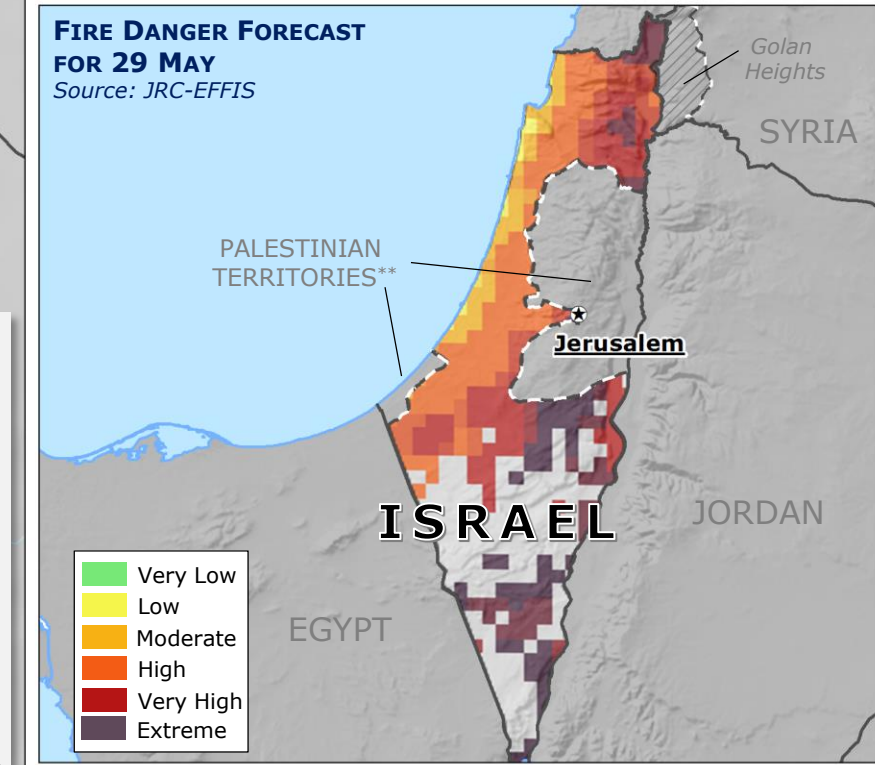 FIRE DANGER FORECAST
FOR 29 MAY
Source: JRC-EFFIS
Golan
Heights
SYRIA
PALESTINIAN
TERRITORIES**
Jerusalem
ISRAEL
JORDAN
EGYPT
Very Low
Low
Moderate
High
Very High
Extreme